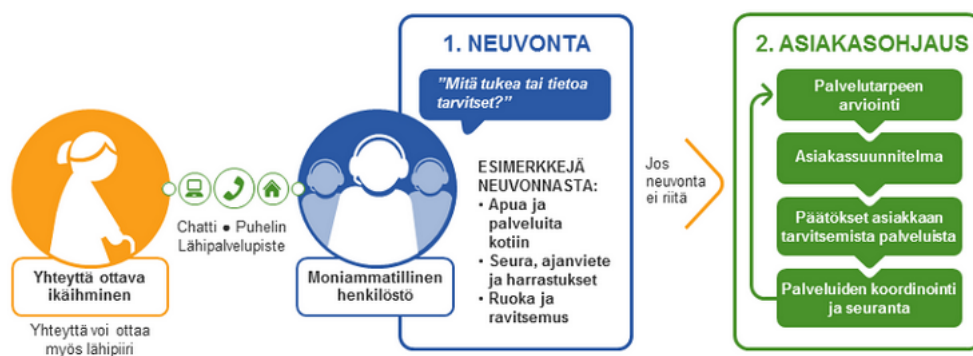 Yhteyttä ottava
ikäihminen
Yhteyttä voi ottaa
myös lähipiiri
Chatti ● Puhelin
Lähipalvelupiste
Moniammatillinen
henkilöstö
1. NEUVONTA
”Mitä tukea tai tietoa
tarvitset?”
ESIMERKKEJÄ
NEUVONNASTA:
• Apua ja
palveluita
kotiin
• Seura, ajanviete
ja harrastukset
• Ruoka ja
ravitsemus
Jos
neuvonta
ei riitä
2. ASIAKASOHJAUS
Palvelutarpeen
arviointi
Asiakassuunnitelma
Päätökset asiakkaan
tarvitsemista palveluista
Palveluiden koordinointi
ja seuranta